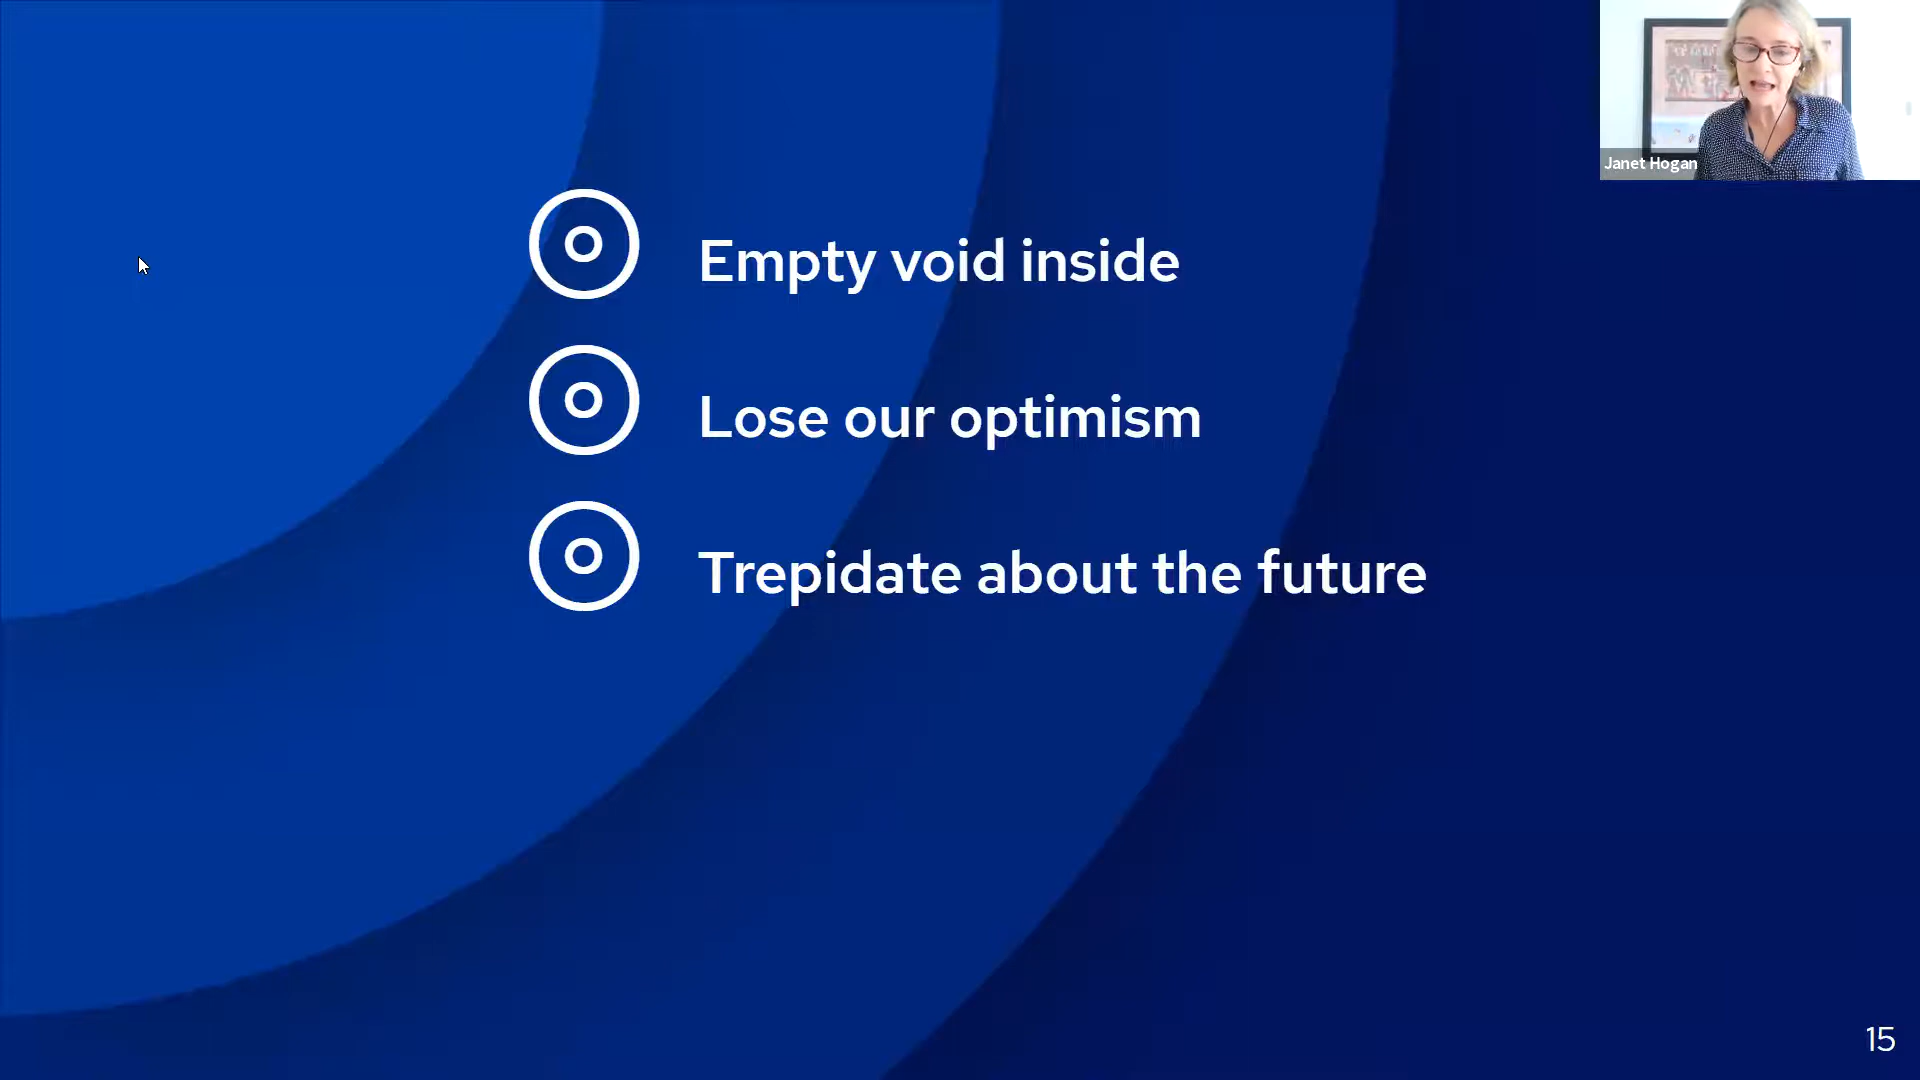 Janet Hogan
Empty void inside
Lose our optimism
Trepidate about the future
15